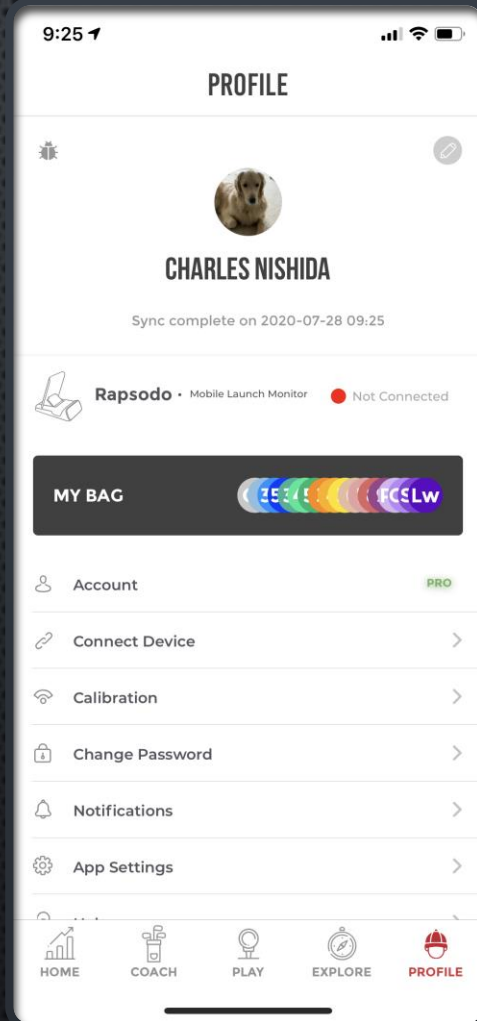 9:25
PROFILE
CHARLES NISHIDA
Sync complete on 2020-07-28 09:25
Rapsodo • Mobile Launch Monitor Not Connected
MY BAG Lw
Account PRO
Connect Device
Calibration
Change Password
Notifications
App Settings
HOME COACH PLAY EXPLORE PROFILE